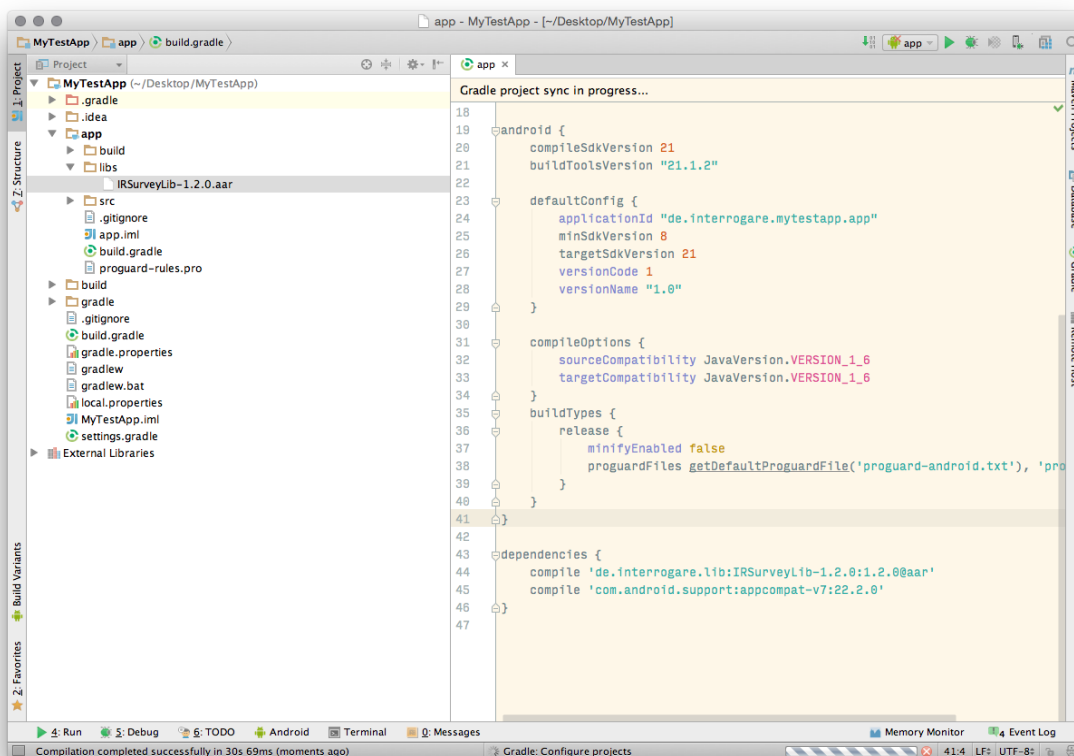 app - MyTestApp - [~/Desktop/MyTestApp]
MyTestApp app build.gradle
app
1: Project
Z: Structure
Build Variants
2: Favorites
Project
MyTestApp (~/Desktop/MyTestApp)
.gradle
.idea
app
build
libs
IRSurveyLib-1.2.0.aar
src
.gitignore
app.iml
build.gradle
proguard-rules.pro
build
gradle
.gitignore
build.gradle
gradle.properties
gradlew
gradlew.bat
local.properties
MyTestApp.iml
settings.gradle
External Libraries
app ×
Gradle project sync in progress...
18
19 android {
20 compileSdkVersion 21
21 buildToolsVersion "21.1.2"
22
23 defaultConfig {
24 applicationId "de.interrogare.mytestapp.app"
25 minSdkVersion 8
26 targetSdkVersion 21
27 versionCode 1
28 versionName "1.0"
29 }
30
31 compileOptions {
32 sourceCompatibility JavaVersion.VERSION_1_6
33 targetCompatibility JavaVersion.VERSION_1_6
34 }
35 buildTypes {
36 release {
37 minifyEnabled false
38 proguardFiles getDefaultProguardFile('proguard-android.txt'), 'pro
39 }
40 }
41 }
42
43 dependencies {
44 compile 'de.interrogare.lib:IRSurveyLib-1.2.0:1.2.0@aar'
45 compile 'com.android.support:appcompat-v7:22.2.0'
46 }
47
4: Run 5: Debug 6: TODO Android Terminal 0: Messages Memory Monitor 4 Event Log
Compilation completed successfully in 30s 69ms (moments ago) Gradle: Configure projects 41:4 LF UTF-8